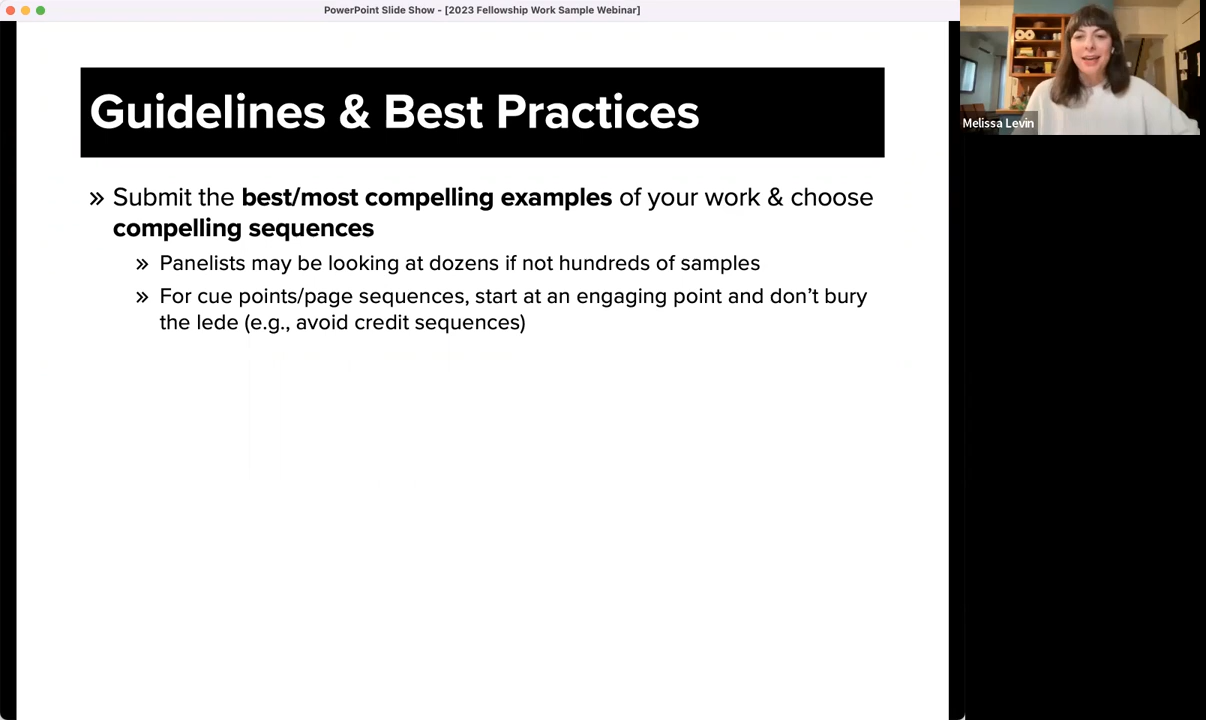 PowerPoint Slide Show - [2023 Fellowship Work Sample Webinar]
Guidelines & Best Practices
» Submit the best/most compelling examples of your work & choose
compelling sequences
» Panelists may be looking at dozens if not hundreds of samples
» For cue points/page sequences, start at an engaging point and don’t bury
the lede (e.g., avoid credit sequences)
Melissa Levin